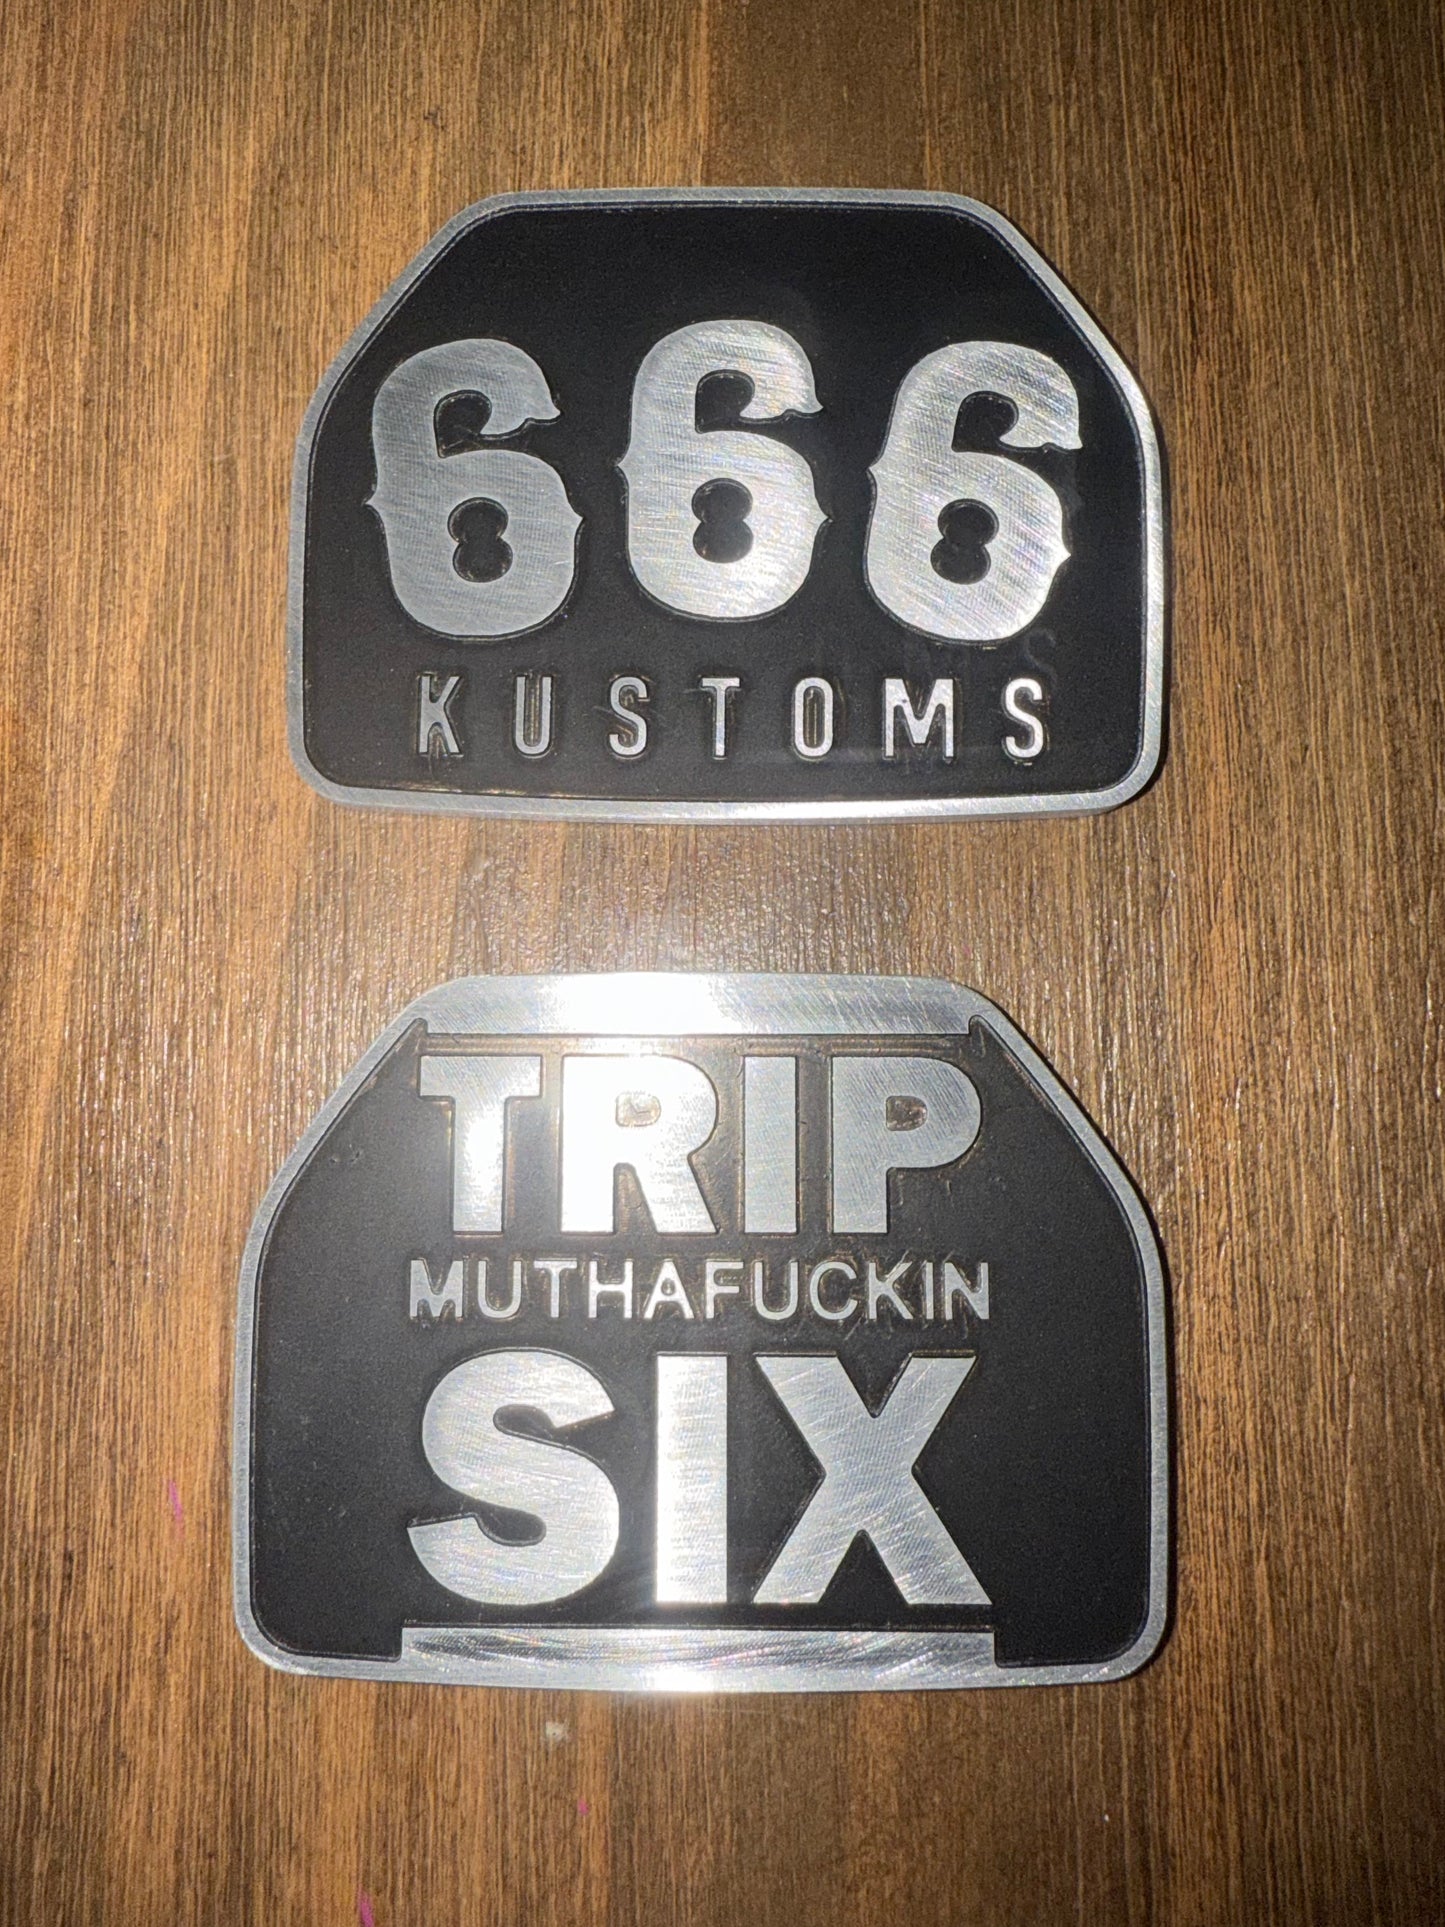 666
KUSTOMS
TRIP
MUTHAFUCKIN
SIX